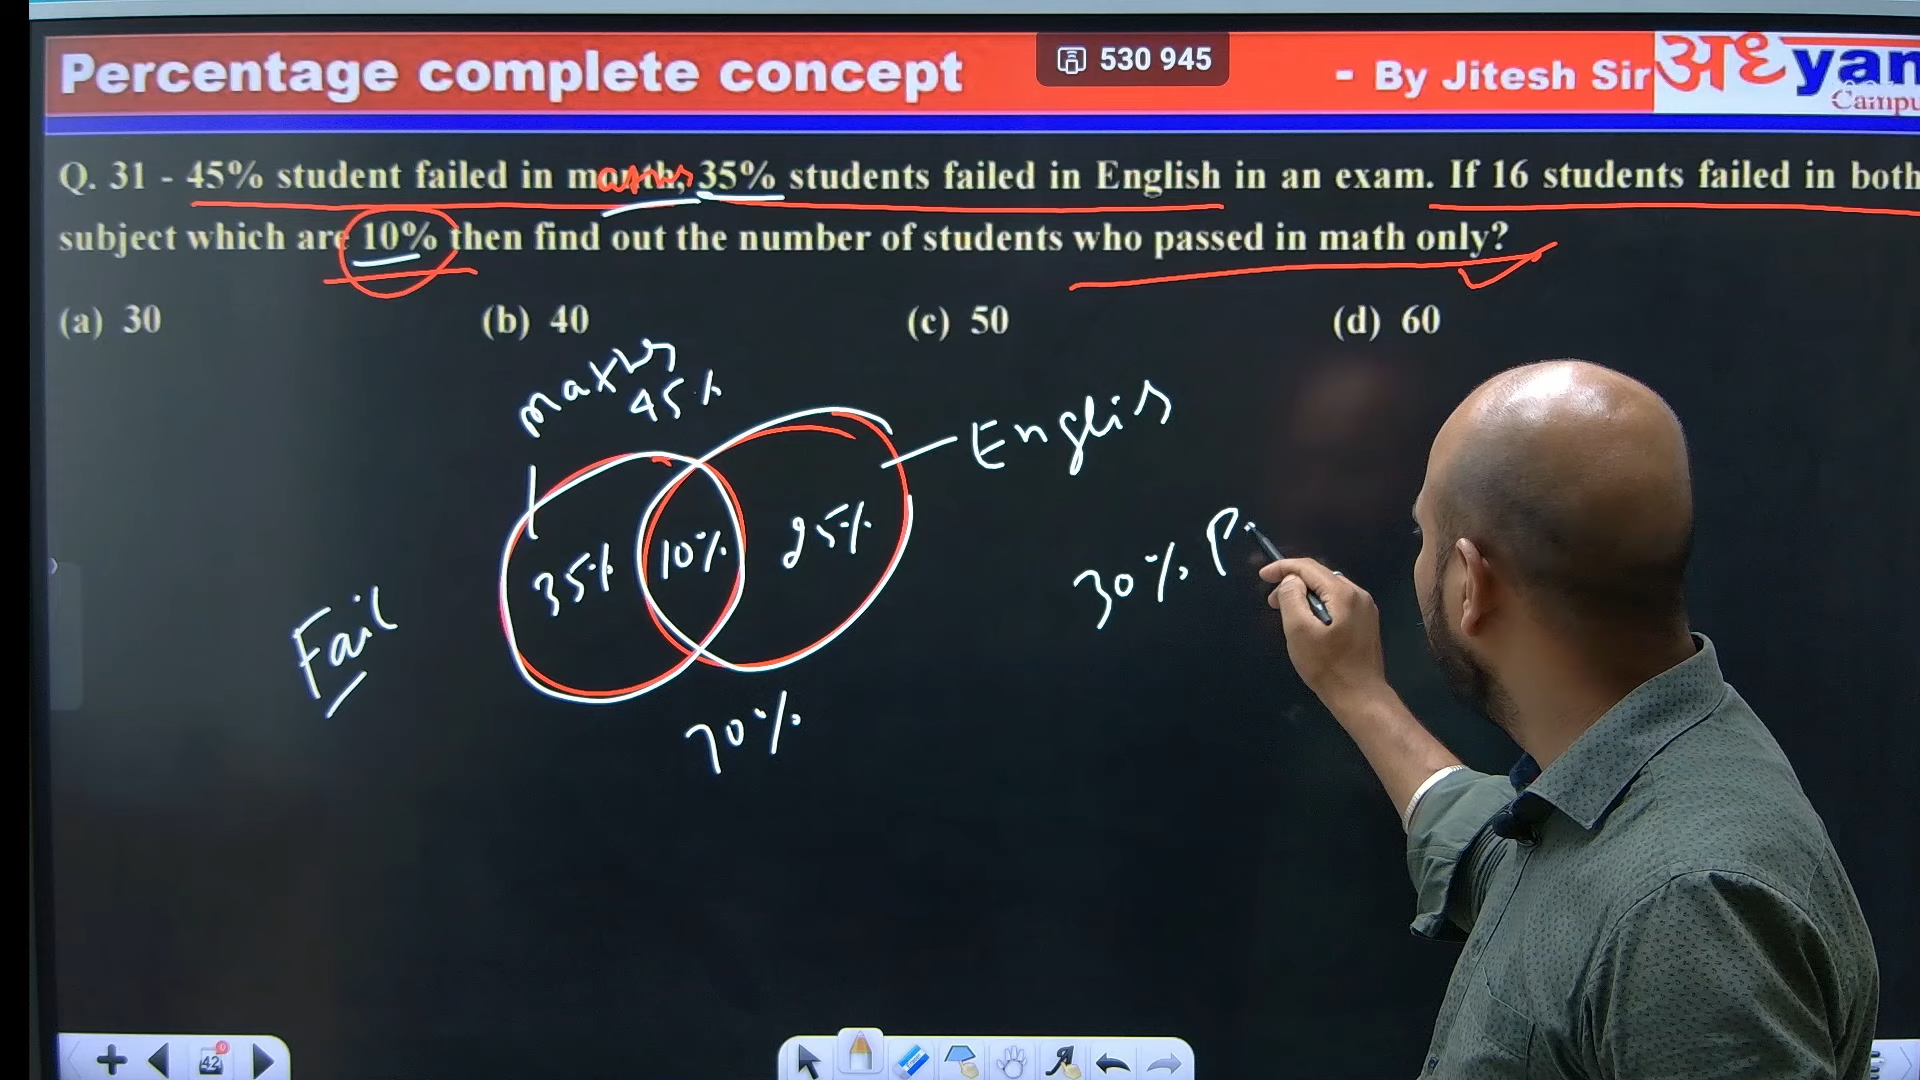 Percentage complete concept
530 945
- By Jitesh Sir
अध्yan
Campu
Q. 31 - 45% student failed in math, 35% students failed in English in an exam. If 16 students failed in both
subject which are 10% then find out the number of students who passed in math only?
(a) 30 (b) 40 (c) 50 (d) 60
maths
45%
Englis
35% 10% 25%
30% P
Fail
70%
42